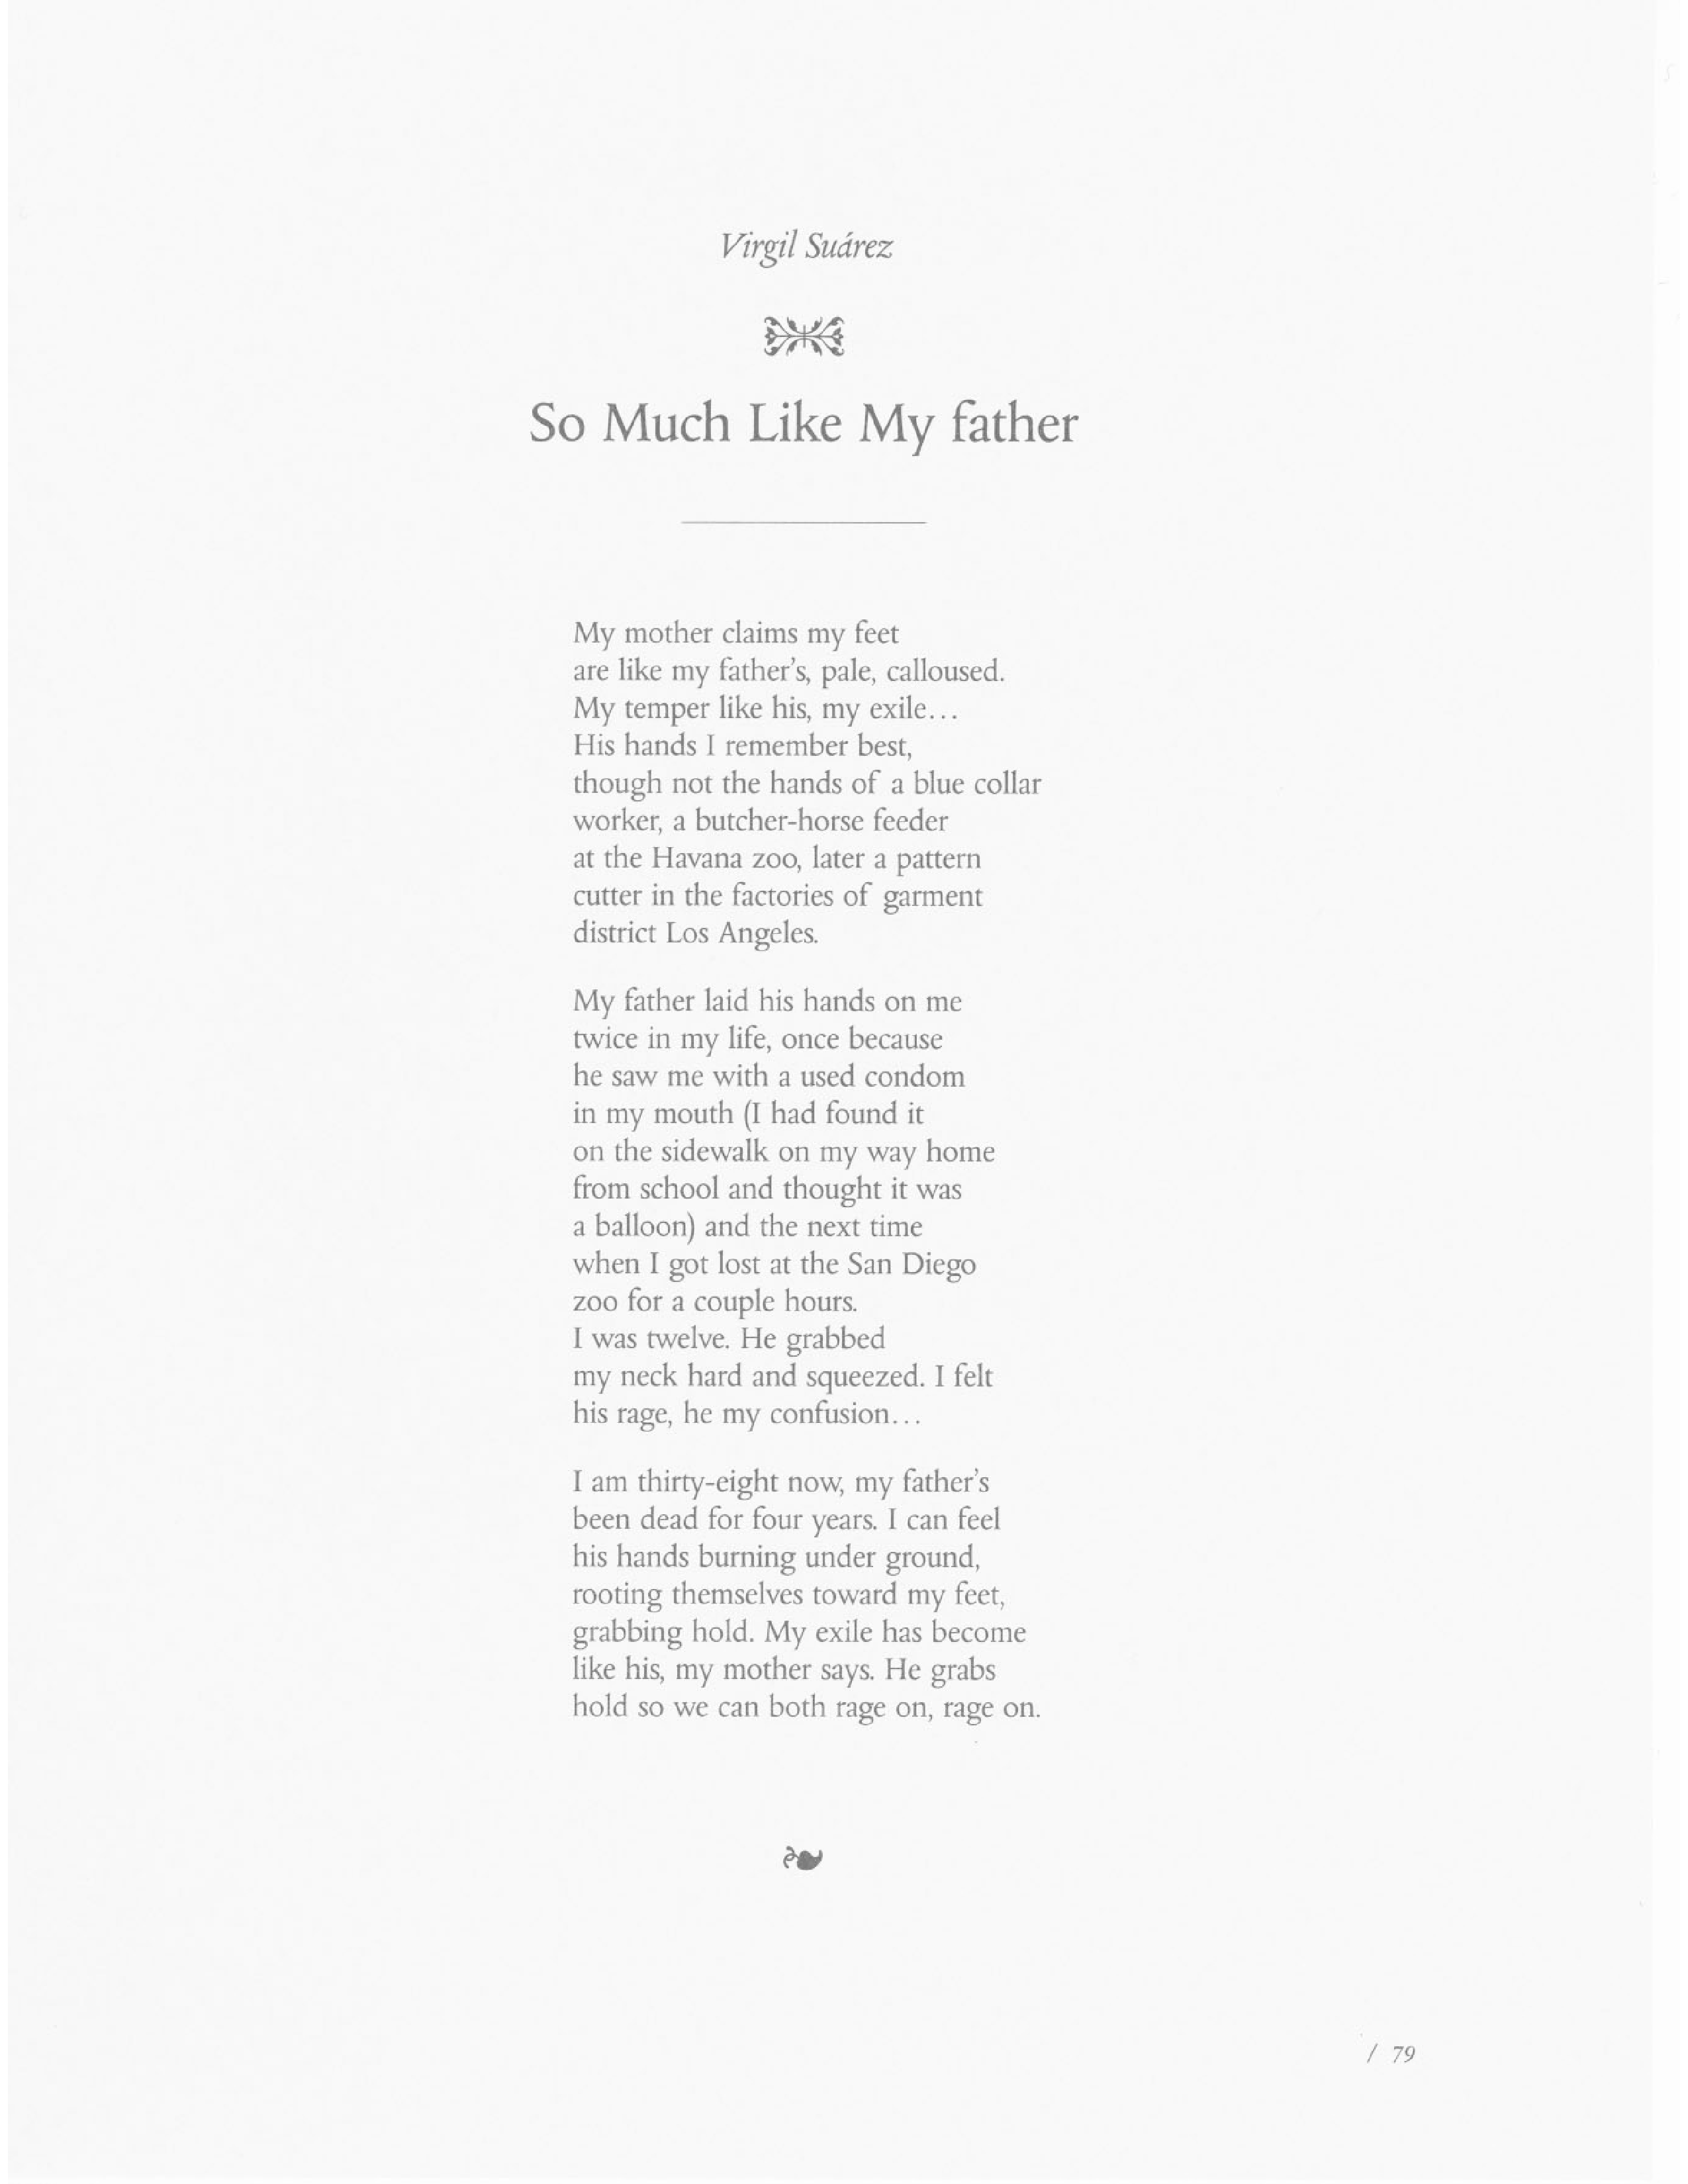 Virgil Suárez
So Much Like My father
My mother claims my feet
are like my father's, pale, calloused.
My temper like his, my exile…
His hands I remember best,
though not the hands of a blue collar
worker, a butcher-horse feeder
at the Havana zoo, later a pattern
cutter in the factories of garment
district Los Angeles.
My father laid his hands on me
twice in my life, once because
he saw me with a used condom
in my mouth (I had found it
on the sidewalk on my way home
from school and thought it was
a balloon) and the next time
when I got lost at the San Diego
zoo for a couple hours.
I was twelve. He grabbed
my neck hard and squeezed. I felt
his rage, he my confusion…
I am thirty-eight now, my father's
been dead for four years. I can feel
his hands burning under ground,
rooting themselves toward my feet,
grabbing hold. My exile has become
like his, my mother says. He grabs
hold so we can both rage on, rage on.
/ 79